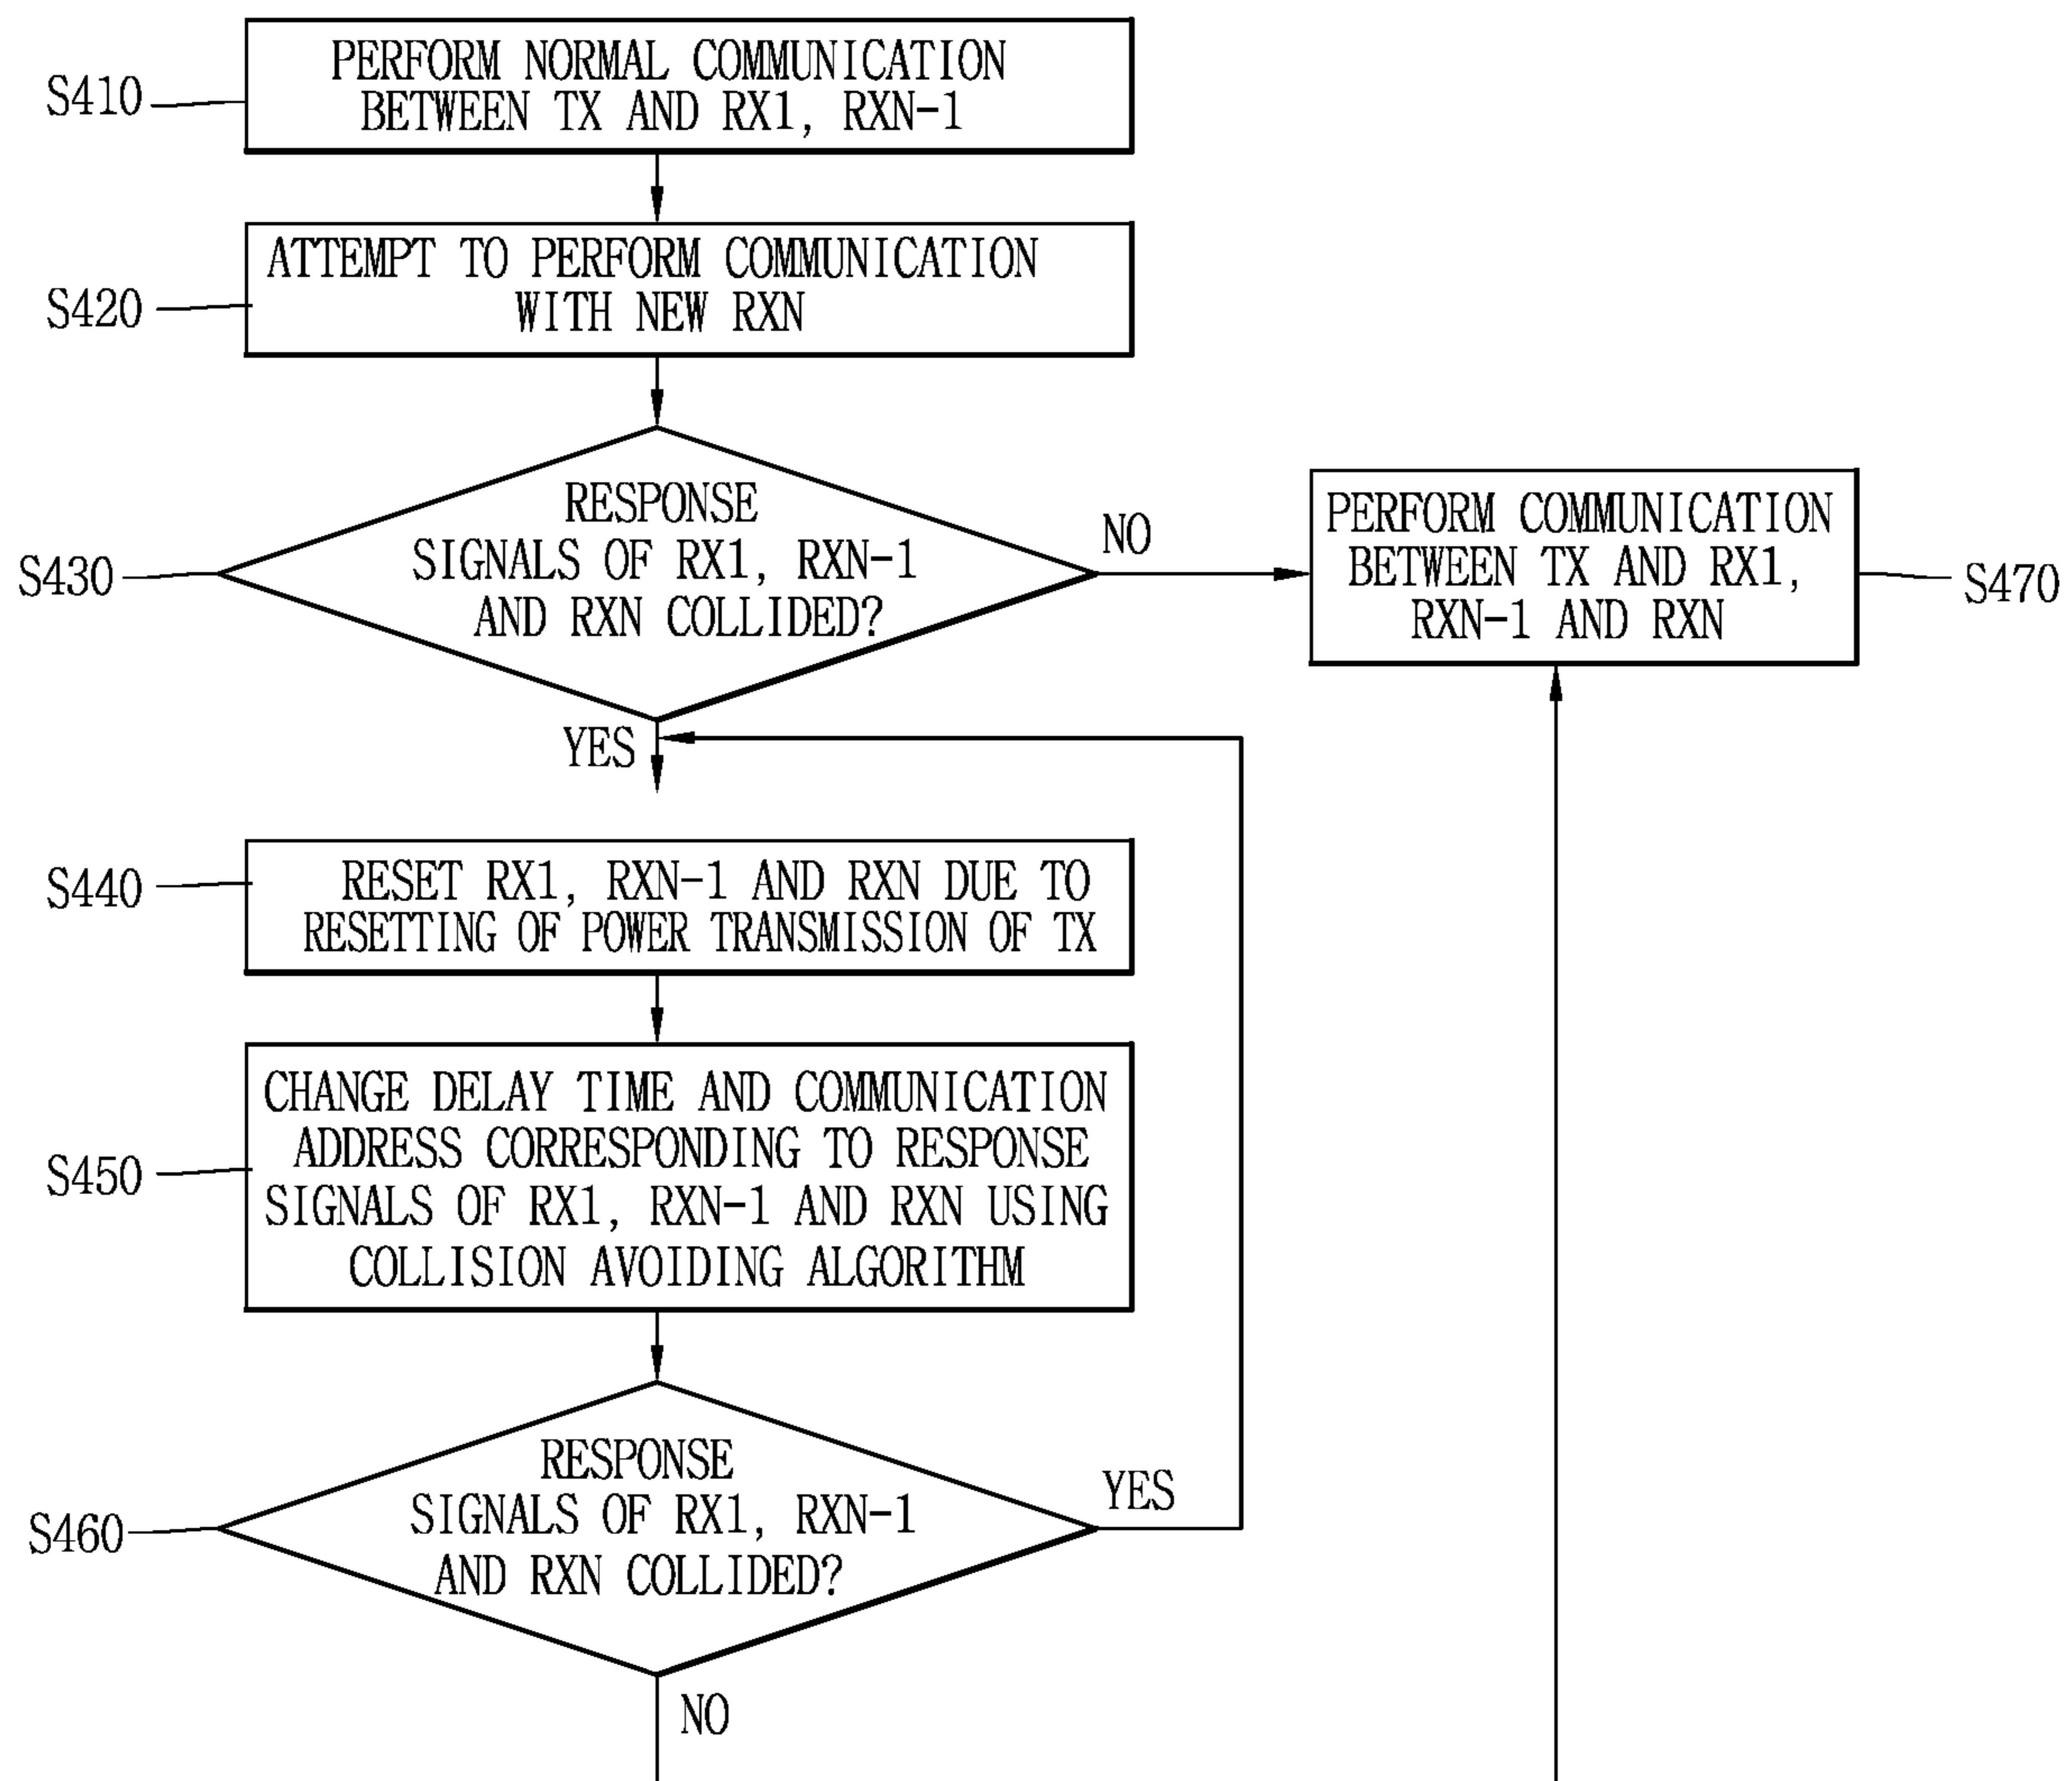 S410
PERFORM NORMAL COMMUNICATION
BETWEEN TX AND RX1, RXN-1
S420
ATTEMPT TO PERFORM COMMUNICATION
WITH NEW RXN
S430
RESPONSE
SIGNALS OF RX1, RXN-1
AND RXN COLLIDED?
NO
PERFORM COMMUNICATION
BETWEEN TX AND RX1,
RXN-1 AND RXN
S470
YES
S440
RESET RX1, RXN-1 AND RXN DUE TO
RESETTING OF POWER TRANSMISSION OF TX
S450
CHANGE DELAY TIME AND COMMUNICATION
ADDRESS CORRESPONDING TO RESPONSE
SIGNALS OF RX1, RXN-1 AND RXN USING
COLLISION AVOIDING ALGORITHM
S460
RESPONSE
SIGNALS OF RX1, RXN-1
AND RXN COLLIDED?
YES
NO